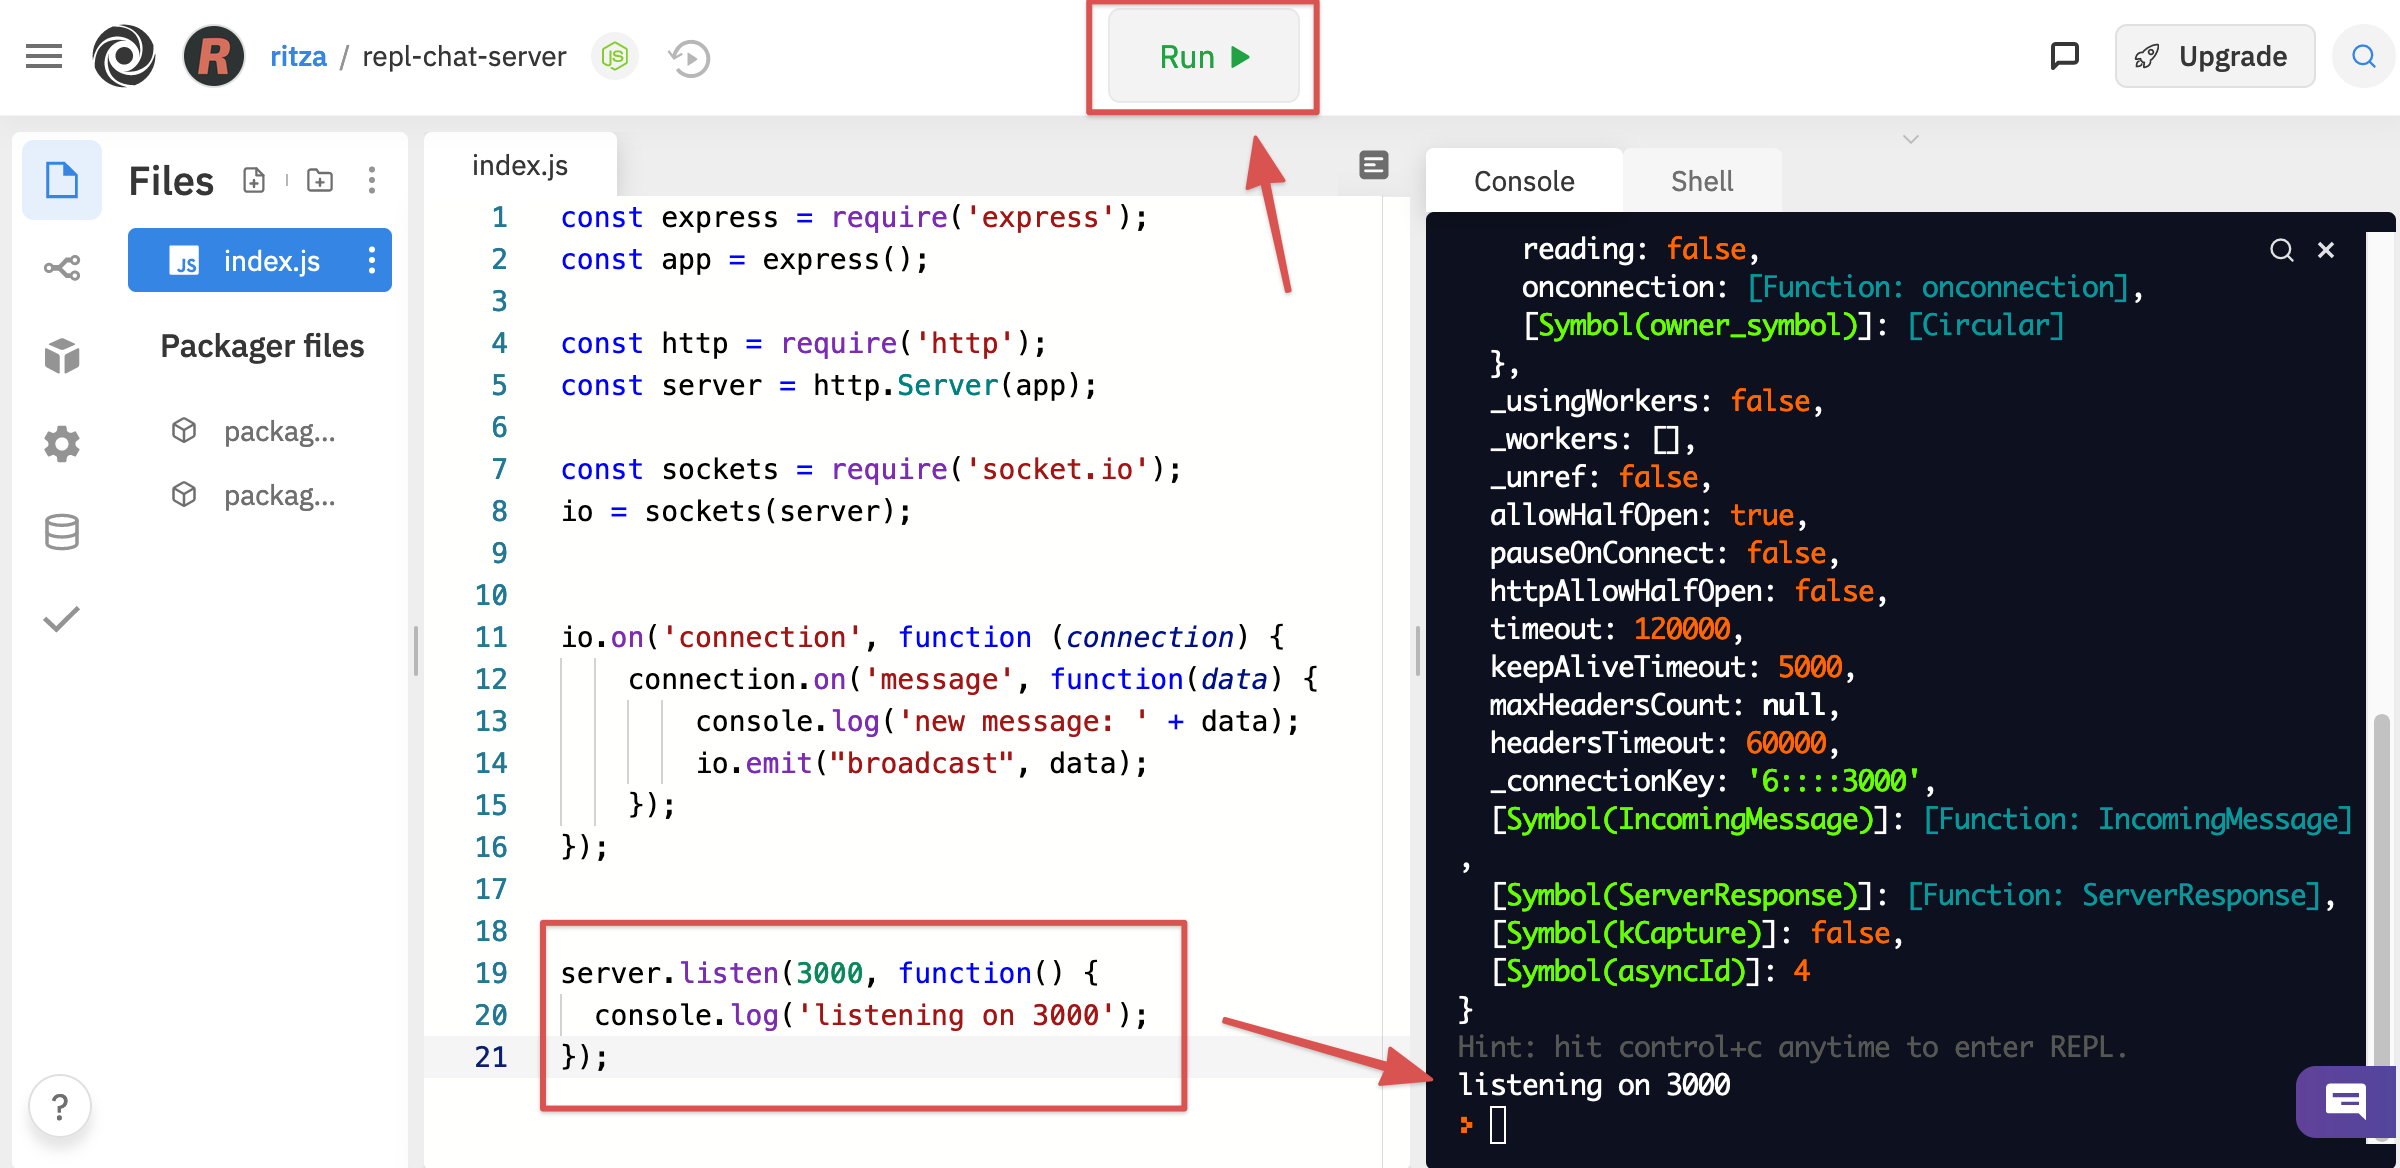 R ritza / repl-chat-server JS
Run
Upgrade
Files
JS index.js
Packager files
packag...
packag...
?
index.js
1 const express = require('express');
2 const app = express();
3
4 const http = require('http');
5 const server = http.Server(app);
6
7 const sockets = require('socket.io');
8 io = sockets(server);
9
10
11 io.on('connection', function (connection) {
12 connection.on('message', function(data) {
13 console.log('new message: ' + data);
14 io.emit("broadcast", data);
15 });
16 });
17
18
19 server.listen(3000, function() {
20 console.log('listening on 3000');
21 });
Console Shell
reading: false,
onconnection: [Function: onconnection],
[Symbol(owner_symbol)]: [Circular]
},
_usingWorkers: false,
_workers: [],
_unref: false,
allowHalfOpen: true,
pauseOnConnect: false,
httpAllowHalfOpen: false,
timeout: 120000,
keepAliveTimeout: 5000,
maxHeadersCount: null,
headersTimeout: 60000,
_connectionKey: '6::::3000',
[Symbol(IncomingMessage)]: [Function: IncomingMessage]
,
[Symbol(ServerResponse)]: [Function: ServerResponse],
[Symbol(kCapture)]: false,
[Symbol(asyncId)]: 4
}
Hint: hit control+c anytime to enter REPL.
listening on 3000